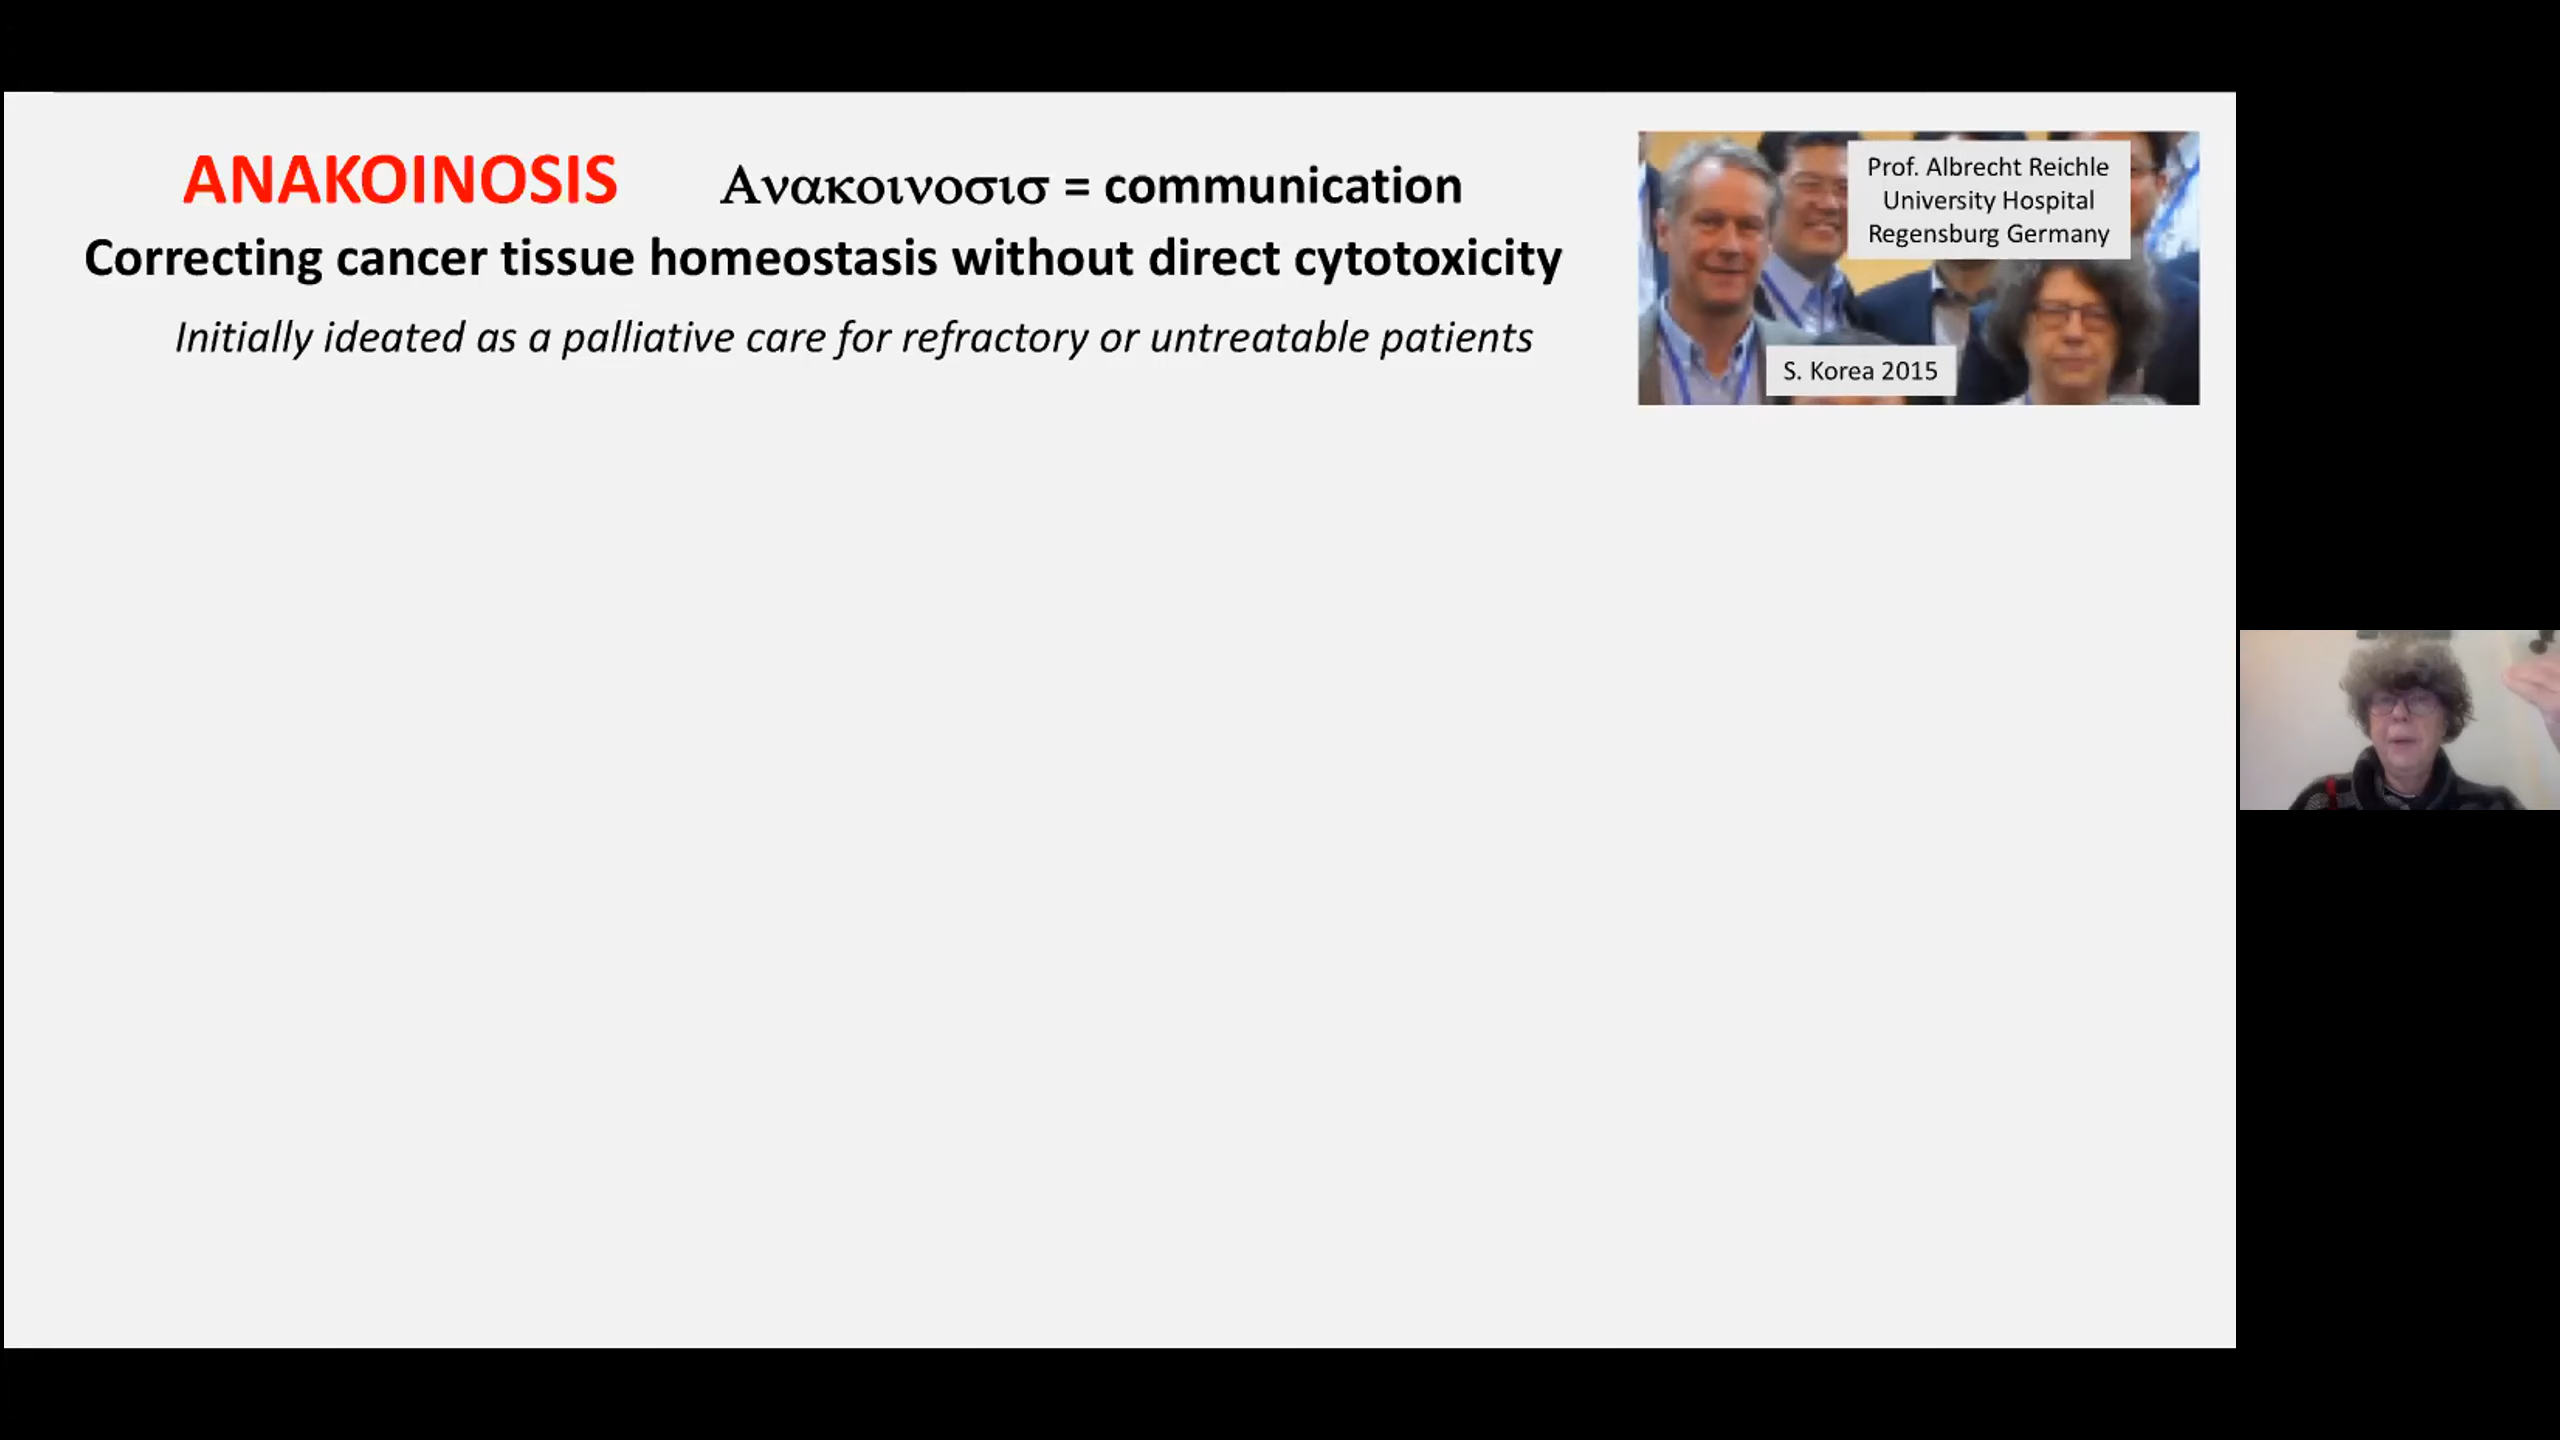 ANAKOINOSIS
Ανακοινοσισ = communication
Correcting cancer tissue homeostasis without direct cytotoxicity
Initially ideated as a palliative care for refractory or untreatable patients
Prof. Albrecht Reichle
University Hospital
Regensburg Germany
S. Korea 2015